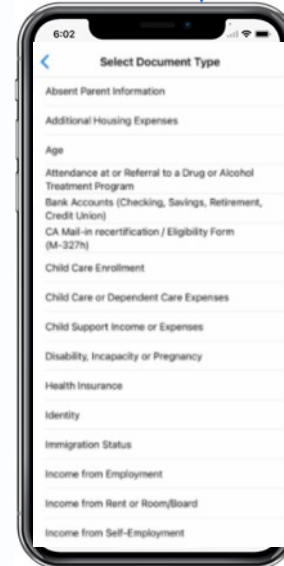 6:02
Select Document Type
Absent Parent Information
Additional Housing Expenses
Age
Attendance at or Referral to a Drug or Alcohol
Treatment Program
Bank Accounts (Checking, Savings, Retirement,
Credit Union)
CA Mail-in recertification / Eligibility Form
(M-327h)
Child Care Enrollment
Child Care or Dependent Care Expenses
Child Support Income or Expenses
Disability, Incapacity or Pregnancy
Health Insurance
Identity
Immigration Status
Income from Employment
Income from Rent or Room/Board
Income from Self-Employment